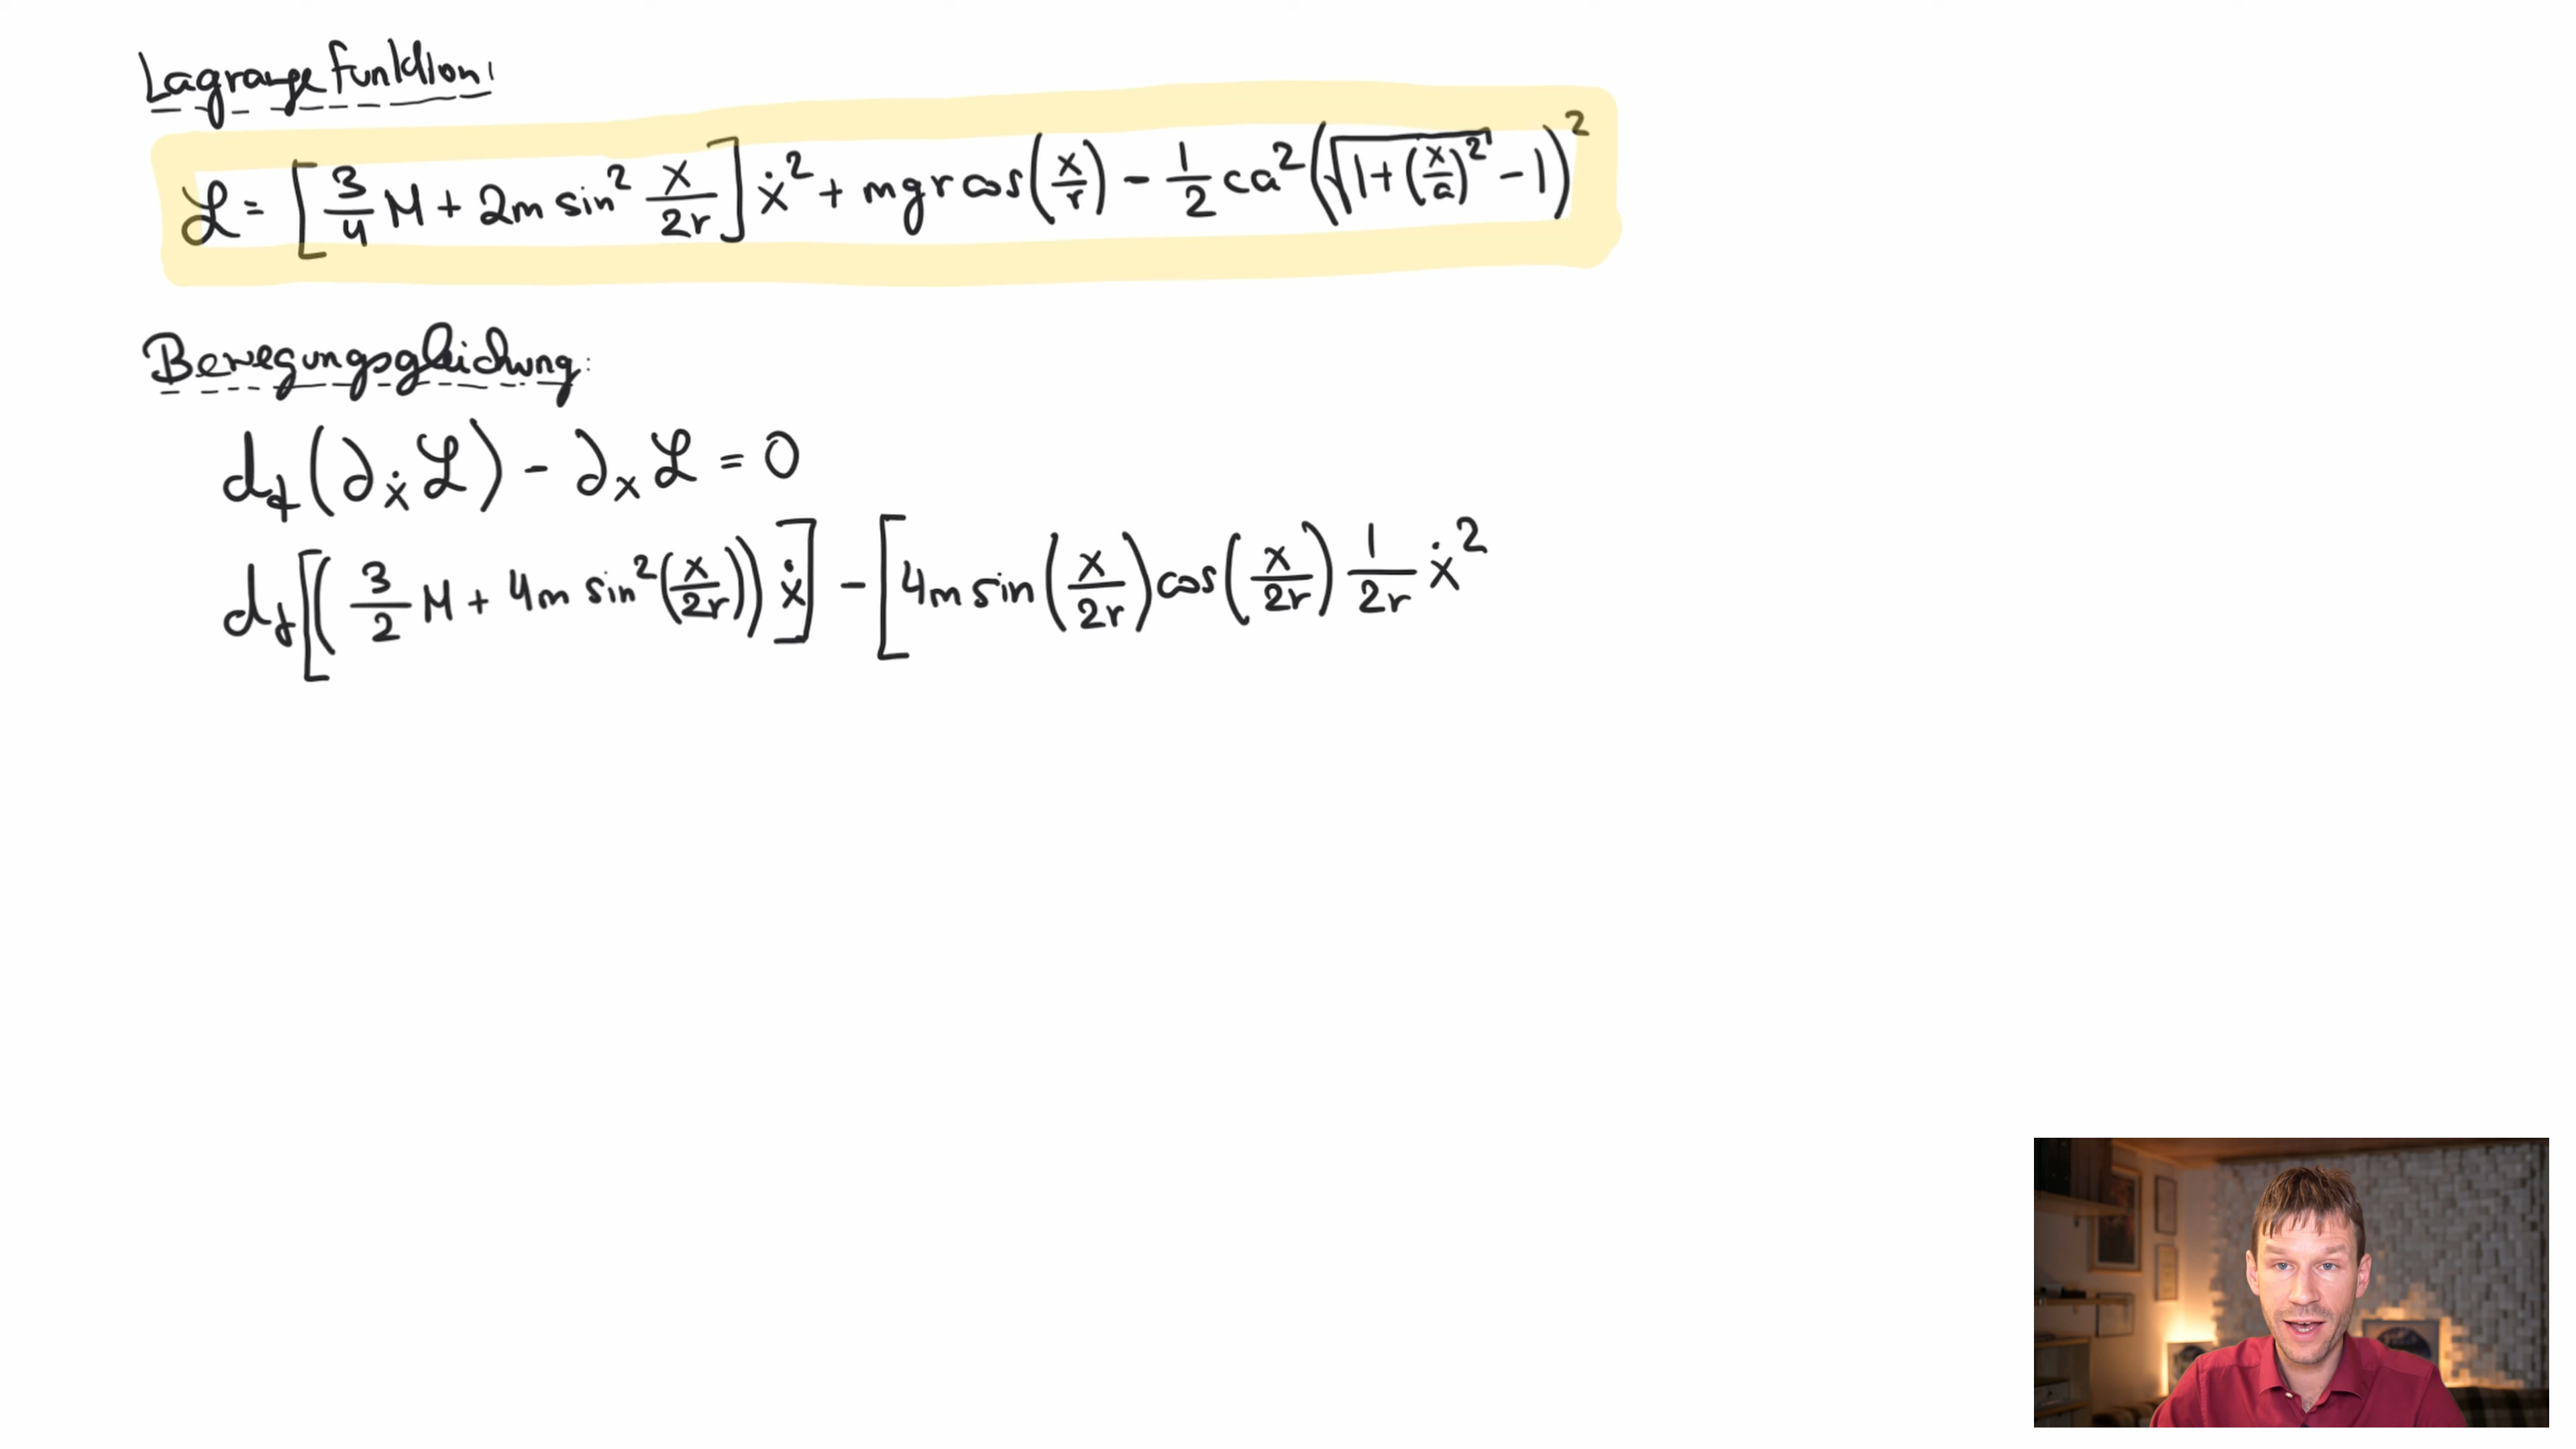 Lagrangefunktion:
ℒ = [3/4 M + 2m sin² x/2r] ẋ² + mgr cos(x/r) - 1/2 ca² (√(1+(x/a)²) - 1)²
Bewegungsgleichung:
d_t(∂_ẋ ℒ) - ∂_x ℒ = 0
d_t[(3/2 M + 4m sin²(x/2r)) ẋ] - [4m sin(x/2r) cos(x/2r) 1/2r ẋ²